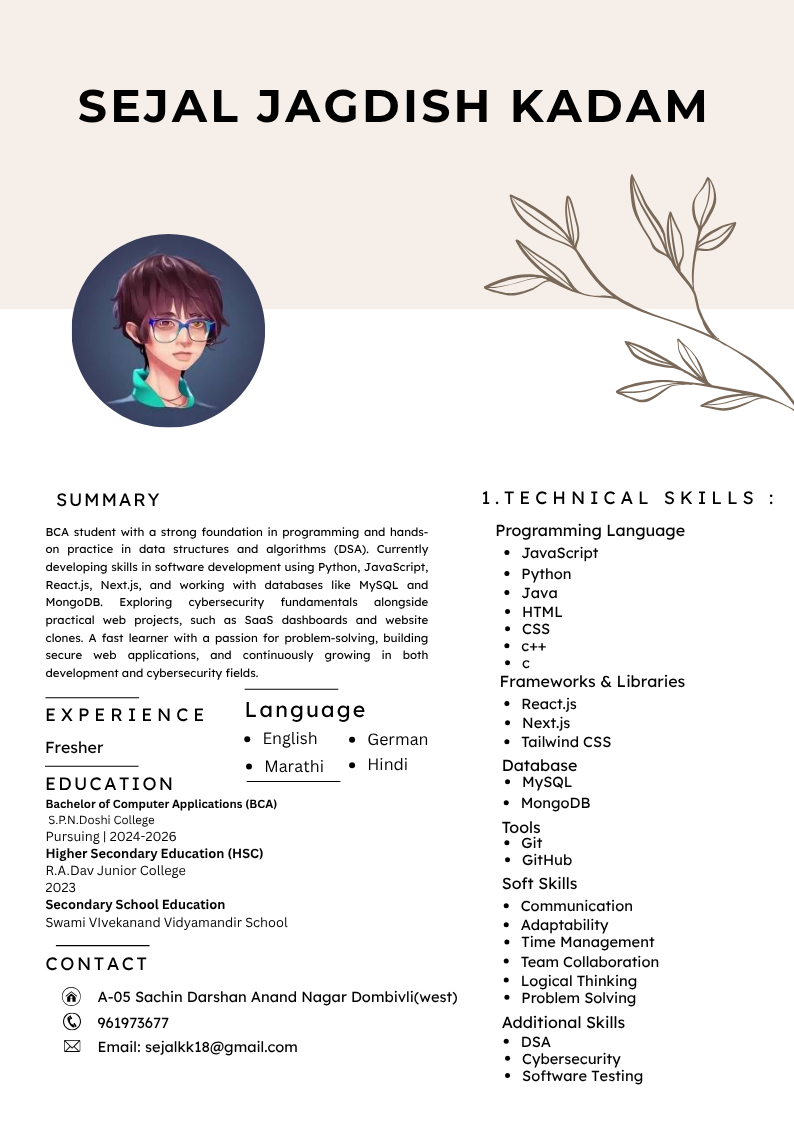 SEJAL JAGDISH KADAM
SUMMARY
BCA student with a strong foundation in programming and hands-
on practice in data structures and algorithms (DSA). Currently
developing skills in software development using Python, JavaScript,
React.js, Next.js, and working with databases like MySQL and
MongoDB. Exploring cybersecurity fundamentals alongside
practical web projects, such as SaaS dashboards and website
clones. A fast learner with a passion for problem-solving, building
secure web applications, and continuously growing in both
development and cybersecurity fields.
EXPERIENCE
Fresher
Language
English
German
Marathi
Hindi
EDUCATION
Bachelor of Computer Applications (BCA)
S.P.N.Doshi College
Pursuing | 2024-2026
Higher Secondary Education (HSC)
R.A.Dav Junior College
2023
Secondary School Education
Swami VIvekanand Vidyamandir School
CONTACT
A-05 Sachin Darshan Anand Nagar Dombivli(west)
961973677
Email: sejalkk18@gmail.com
1.TECHNICAL SKILLS :
Programming Language
JavaScript
Python
Java
HTML
CSS
c++
c
Frameworks & Libraries
React.js
Next.js
Tailwind CSS
Database
MySQL
MongoDB
Tools
Git
GitHub
Soft Skills
Communication
Adaptability
Time Management
Team Collaboration
Logical Thinking
Problem Solving
Additional Skills
DSA
Cybersecurity
Software Testing